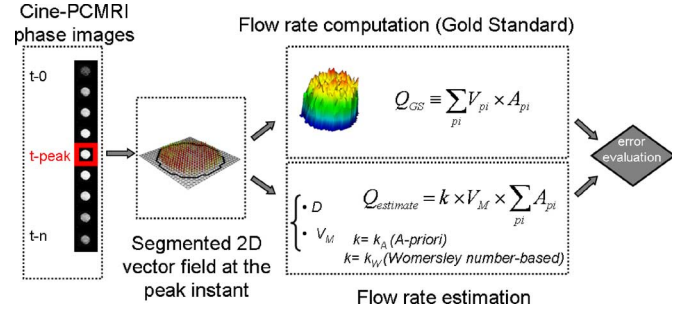 Cine-PCMRI
phase images
t-0
t-peak
t-n
Segmented 2D
vector field at the
peak instant
Flow rate computation (Gold Standard)
Q_GS ≡ ∑_pi V_pi × A_pi
• D
• V_M
Q_estimate = k × V_M × ∑_pi A_pi
k= k_A (A-priori)
k= k_W (Womersley number-based)
Flow rate estimation
error
evaluation